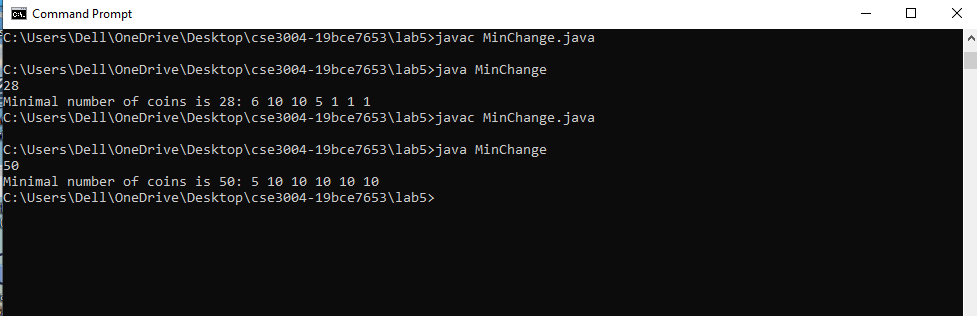 Command Prompt
C:\Users\Dell\OneDrive\Desktop\cse3004-19bce7653\lab5>javac MinChange.java
C:\Users\Dell\OneDrive\Desktop\cse3004-19bce7653\lab5>java MinChange
28
Minimal number of coins is 28: 6 10 10 5 1 1 1
C:\Users\Dell\OneDrive\Desktop\cse3004-19bce7653\lab5>javac MinChange.java
C:\Users\Dell\OneDrive\Desktop\cse3004-19bce7653\lab5>java MinChange
50
Minimal number of coins is 50: 5 10 10 10 10 10
C:\Users\Dell\OneDrive\Desktop\cse3004-19bce7653\lab5>